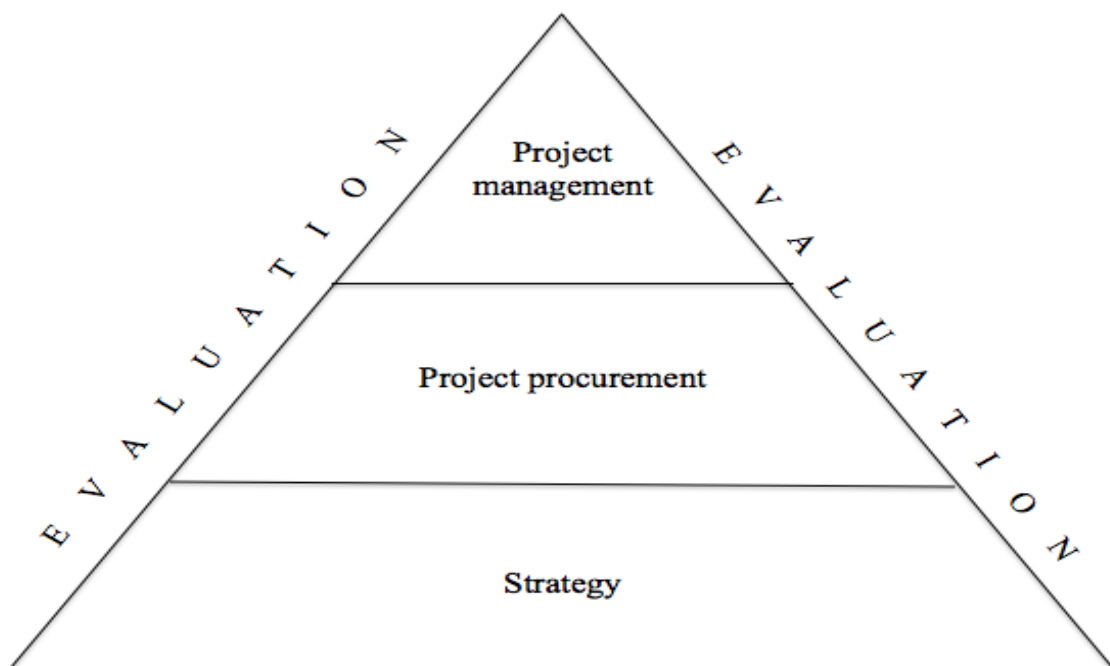 Project
management
Project procurement
Strategy
EVALUATION
EVALUATION